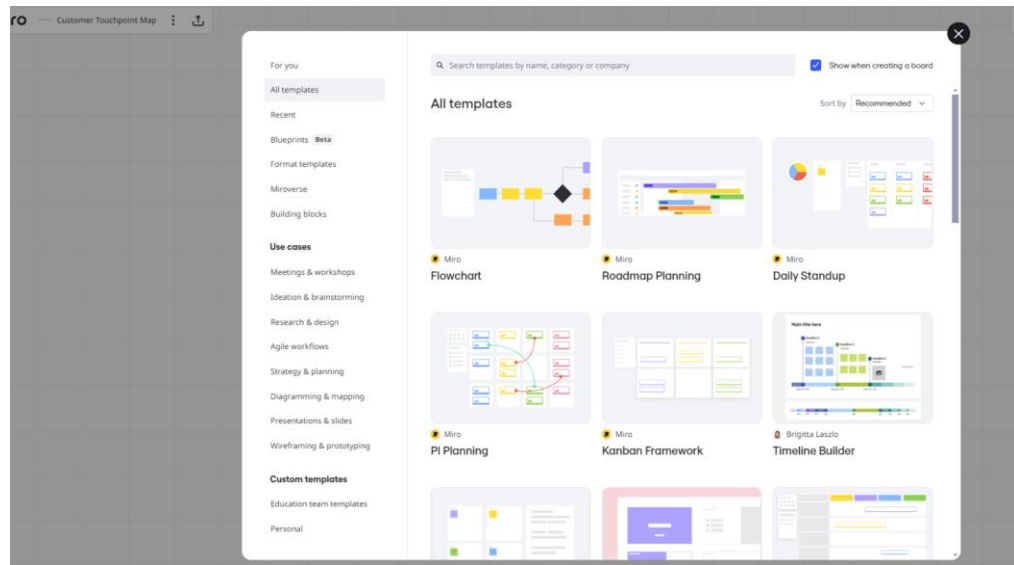 ro
Customer Touchpoint Map
For you
All templates
Recent
Blueprints Beta
Format templates
Miroverse
Building blocks
Use cases
Meetings & workshops
Ideation & brainstorming
Research & design
Agile workflows
Strategy & planning
Diagramming & mapping
Presentations & slides
Wireframing & prototyping
Custom templates
Education team templates
Personal
Search templates by name, category or company
Show when creating a board
All templates
Sort by Recommended
Miro
Flowchart
Miro
Roadmap Planning
Miro
Daily Standup
Miro
PI Planning
Miro
Kanban Framework
Main title here
Brigitta Laszlo
Timeline Builder